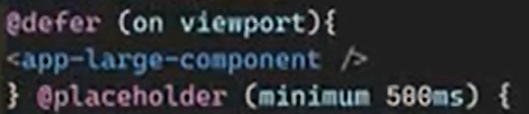 @defer (on viewport){
<app-large-component />
} @placeholder (minimum 500ms) {